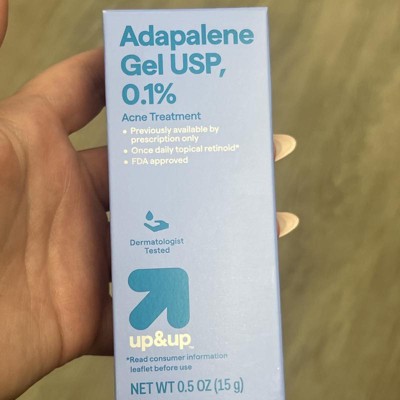 Adapalene
Gel USP,
0.1%
Acne Treatment
• Previously available by
prescription only
• Once daily topical retinoid*
• FDA approved
Dermatologist
Tested
up&up™
*Read consumer information
leaflet before use
NET WT 0.5 OZ (15 g)